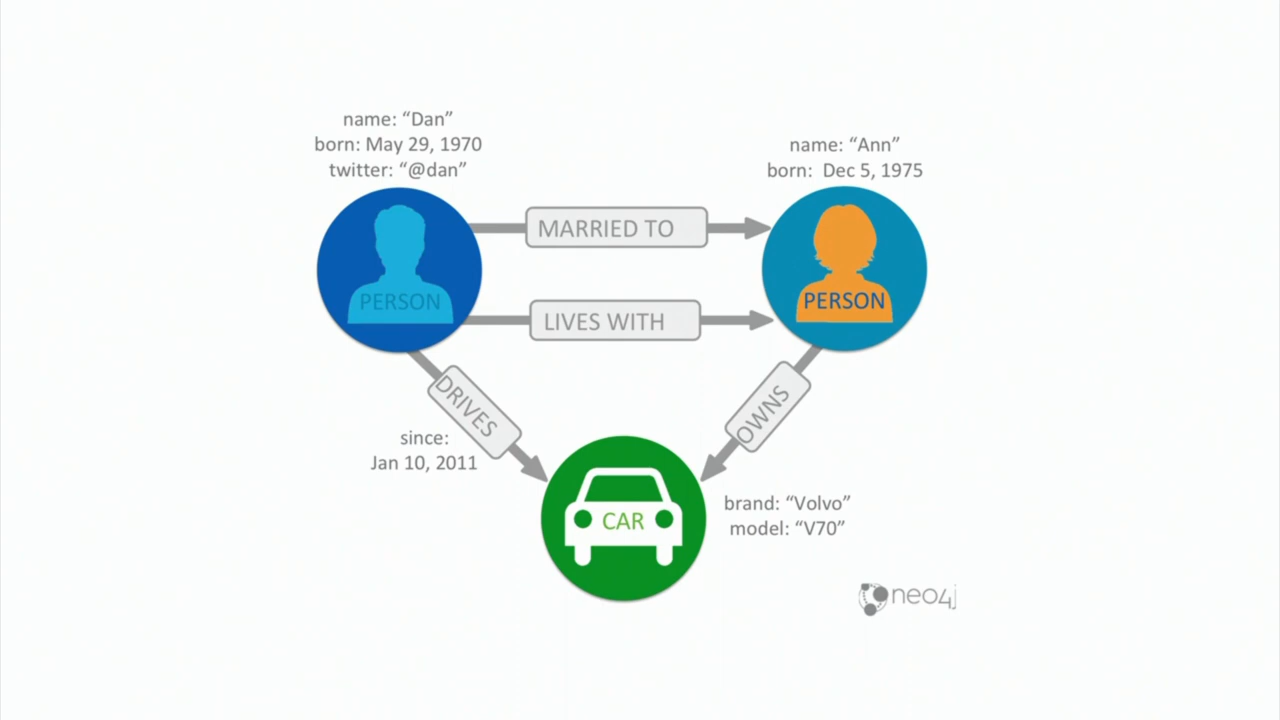 name: “Dan”
born: May 29, 1970
twitter: “@dan”
name: “Ann”
born:  Dec 5, 1975
MARRIED TO
PERSON
PERSON
LIVES WITH
DRIVES
OWNS
since:
Jan 10, 2011
CAR
brand: “Volvo”
model: “V70”
neo4j